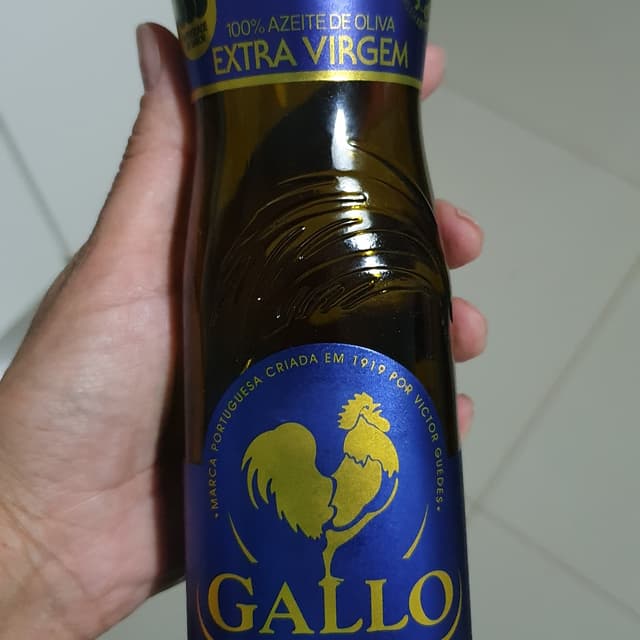 100% AZEITE DE OLIVA
EXTRA VIRGEM
•MARCA PORTUGUESA CRIADA EM 1919 POR VICTOR GUEDES•
GALLO